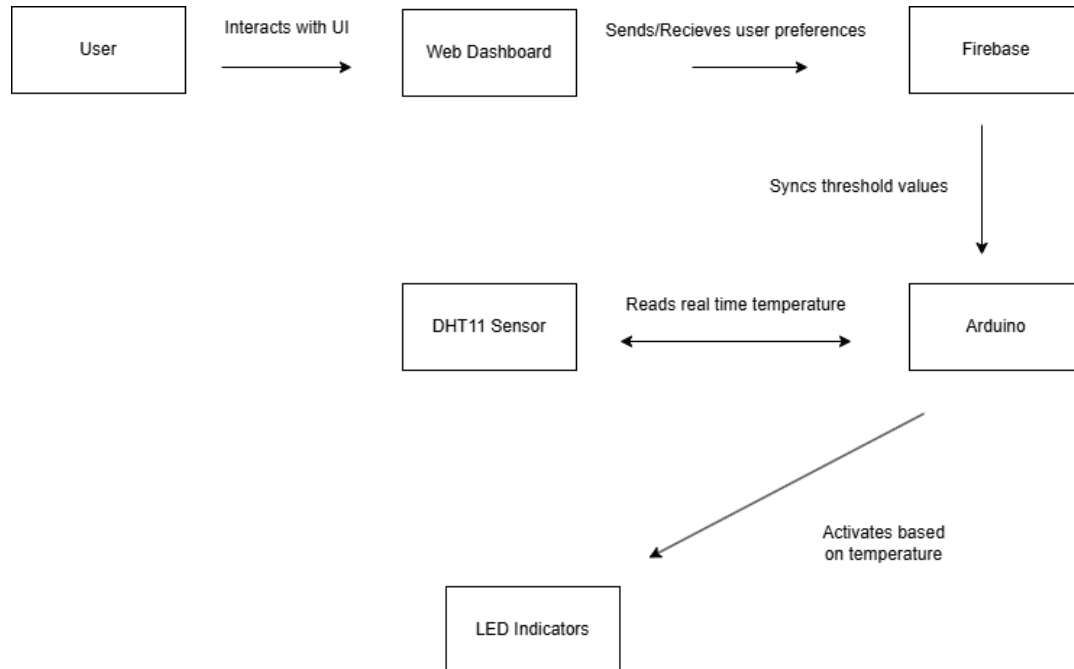 Interacts with UI
Sends/Recieves user preferences
User
Web Dashboard
Firebase
Syncs threshold values
Reads real time temperature
DHT11 Sensor
Arduino
Activates based
on temperature
LED Indicators